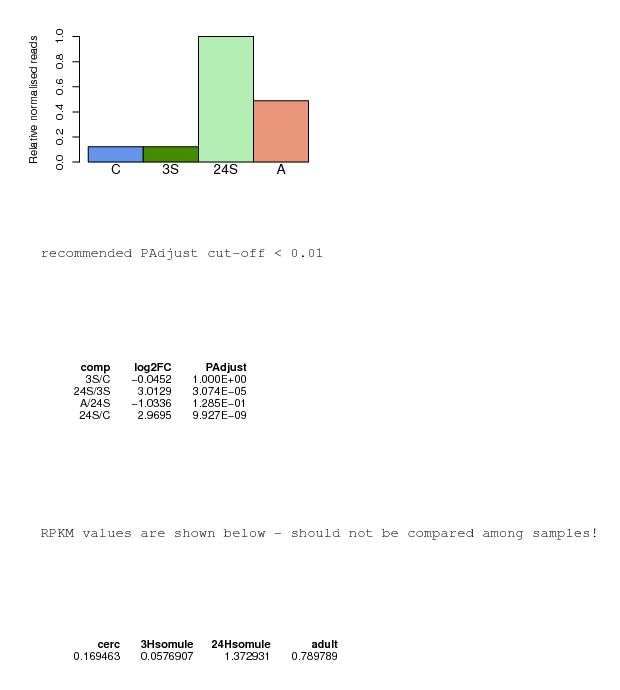 Relative normalised reads
1.0
0.8
0.6
0.4
0.2
0.0
C 3S 24S A
recommended PAdjust cut-off < 0.01
comp log2FC PAdjust
3S/C −0.0452 1.000E+00
24S/3S 3.0129 3.074E−05
A/24S −1.0336 1.285E−01
24S/C 2.9695 9.927E−09
RPKM values are shown below - should not be compared among samples!
cerc 3Hsomule 24Hsomule adult
0.169463 0.0576907 1.372931 0.789789